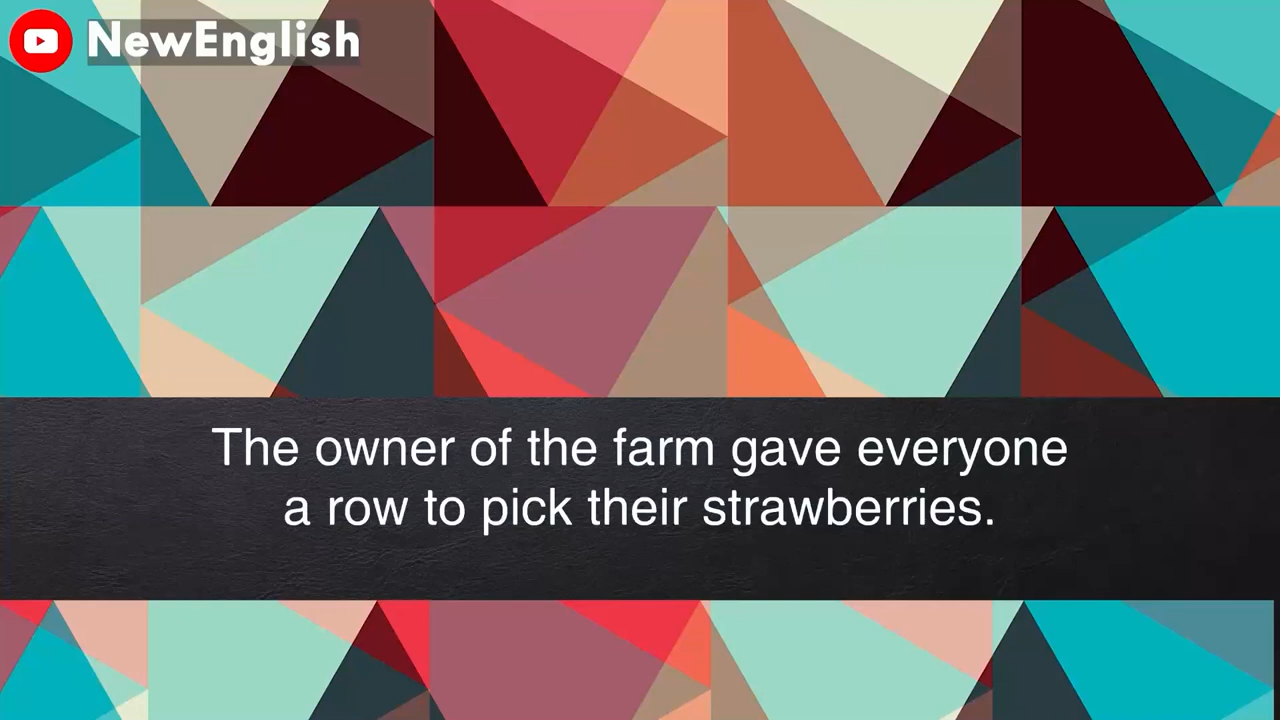 NewEnglish
The owner of the farm gave everyone
a row to pick their strawberries.